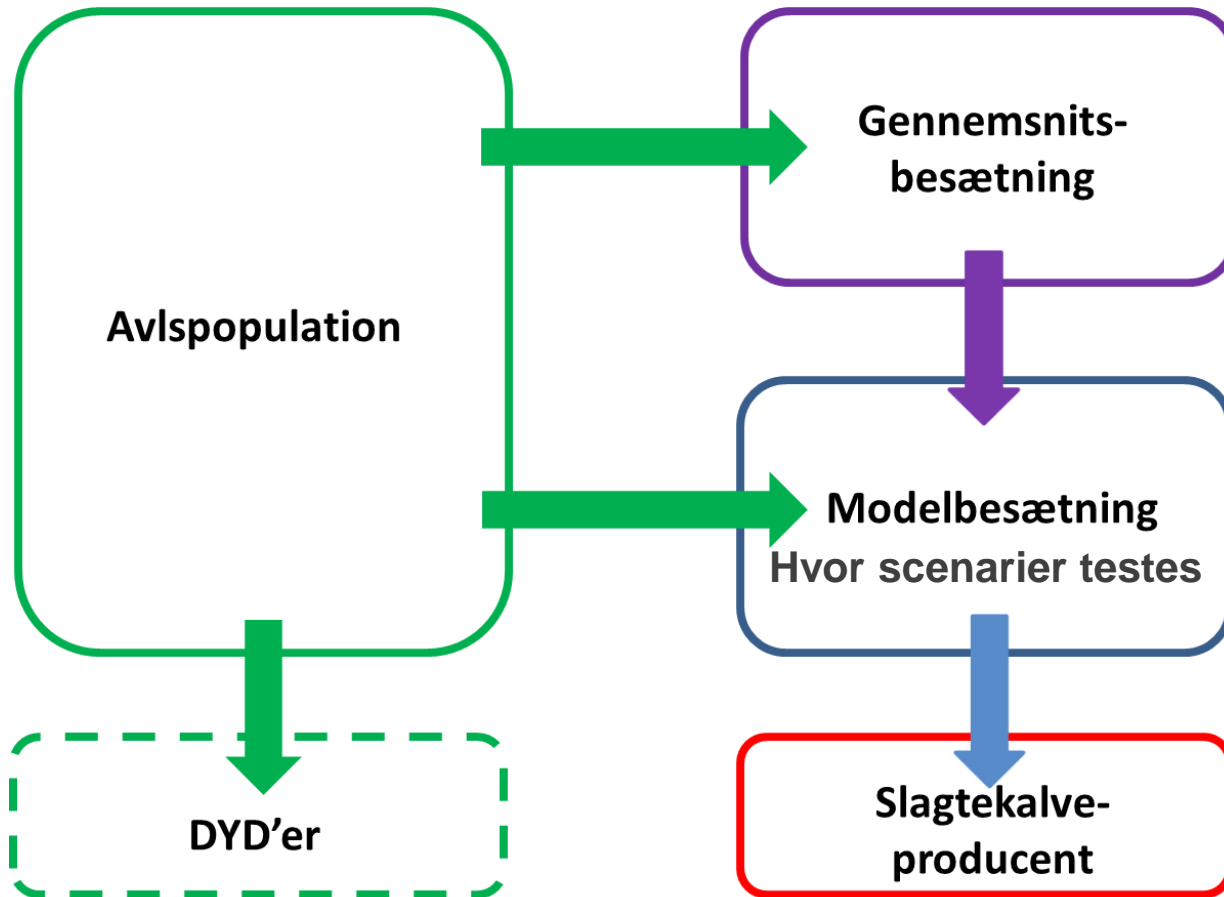 Avlspopulation
Gennemsnits-
besætning
Modelbesætning
Hvor scenarier testes
DYD’er
Slagtekalve-
producent